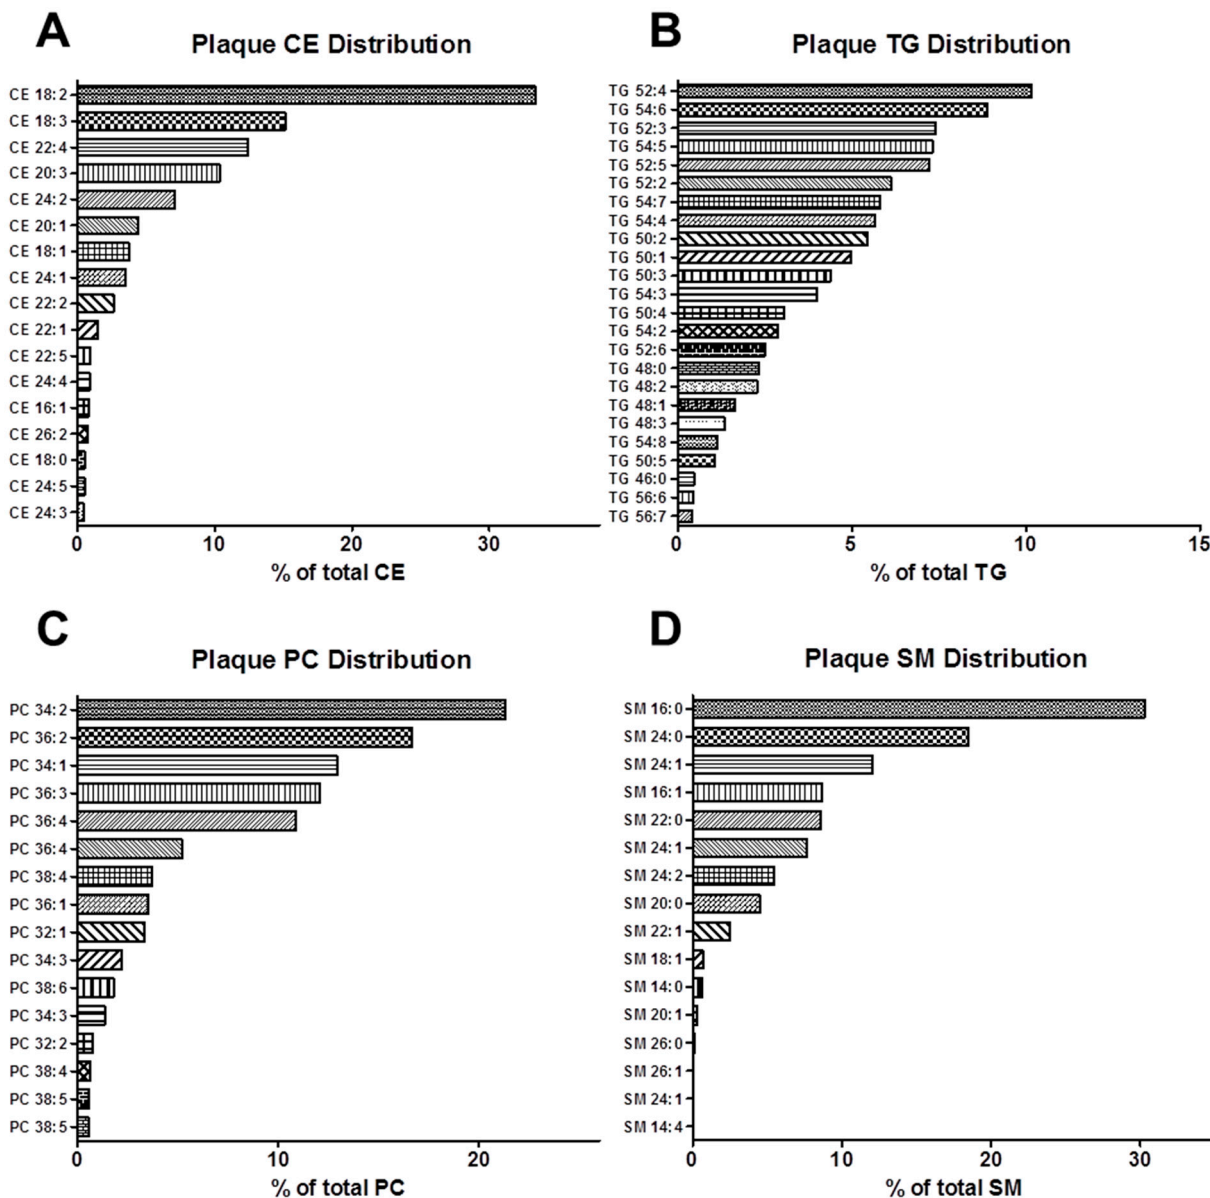 A
Plaque CE Distribution
CE 18:2
CE 18:3
CE 22:4
CE 20:3
CE 24:2
CE 20:1
CE 18:1
CE 24:1
CE 22:2
CE 22:1
CE 22:5
CE 24:4
CE 16:1
CE 26:2
CE 18:0
CE 24:5
CE 24:3
0 10 20 30
% of total CE
B
Plaque TG Distribution
TG 52:4
TG 54:6
TG 52:3
TG 54:5
TG 52:5
TG 52:2
TG 54:7
TG 54:4
TG 50:2
TG 50:1
TG 50:3
TG 54:3
TG 50:4
TG 54:2
TG 52:6
TG 48:0
TG 48:2
TG 48:1
TG 48:3
TG 54:8
TG 50:5
TG 46:0
TG 56:6
TG 56:7
0 5 10 15
% of total TG
C
Plaque PC Distribution
PC 34:2
PC 36:2
PC 34:1
PC 36:3
PC 36:4
PC 36:4
PC 38:4
PC 36:1
PC 32:1
PC 34:3
PC 38:6
PC 34:3
PC 32:2
PC 38:4
PC 38:5
PC 38:5
0 10 20
% of total PC
D
Plaque SM Distribution
SM 16:0
SM 24:0
SM 24:1
SM 16:1
SM 22:0
SM 24:1
SM 24:2
SM 20:0
SM 22:1
SM 18:1
SM 14:0
SM 20:1
SM 26:0
SM 26:1
SM 24:1
SM 14:4
0 10 20 30
% of total SM